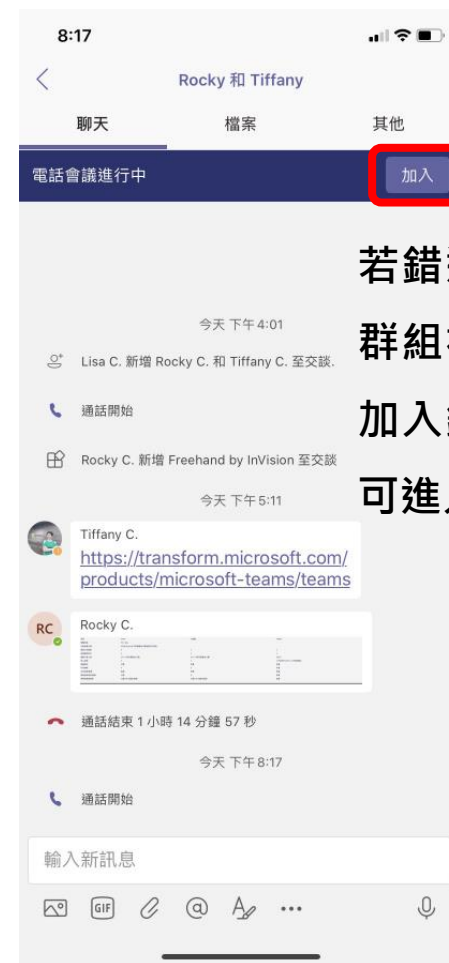 8:17
Rocky 和 Tiffany
聊天 檔案 其他
電話會議進行中 加入
若錯
今天 下午 4:01
群組
Lisa C. 新增 Rocky C. 和 Tiffany C. 至交談.
通話開始
加入
Rocky C. 新增 Freehand by InVision 至交談
今天 下午 5:11
可進
Tiffany C.
https://transform.microsoft.com/
products/microsoft-teams/teams
RC Rocky C.
通話結束 1 小時 14 分鐘 57 秒
今天 下午 8:17
通話開始
輸入新訊息
GIF